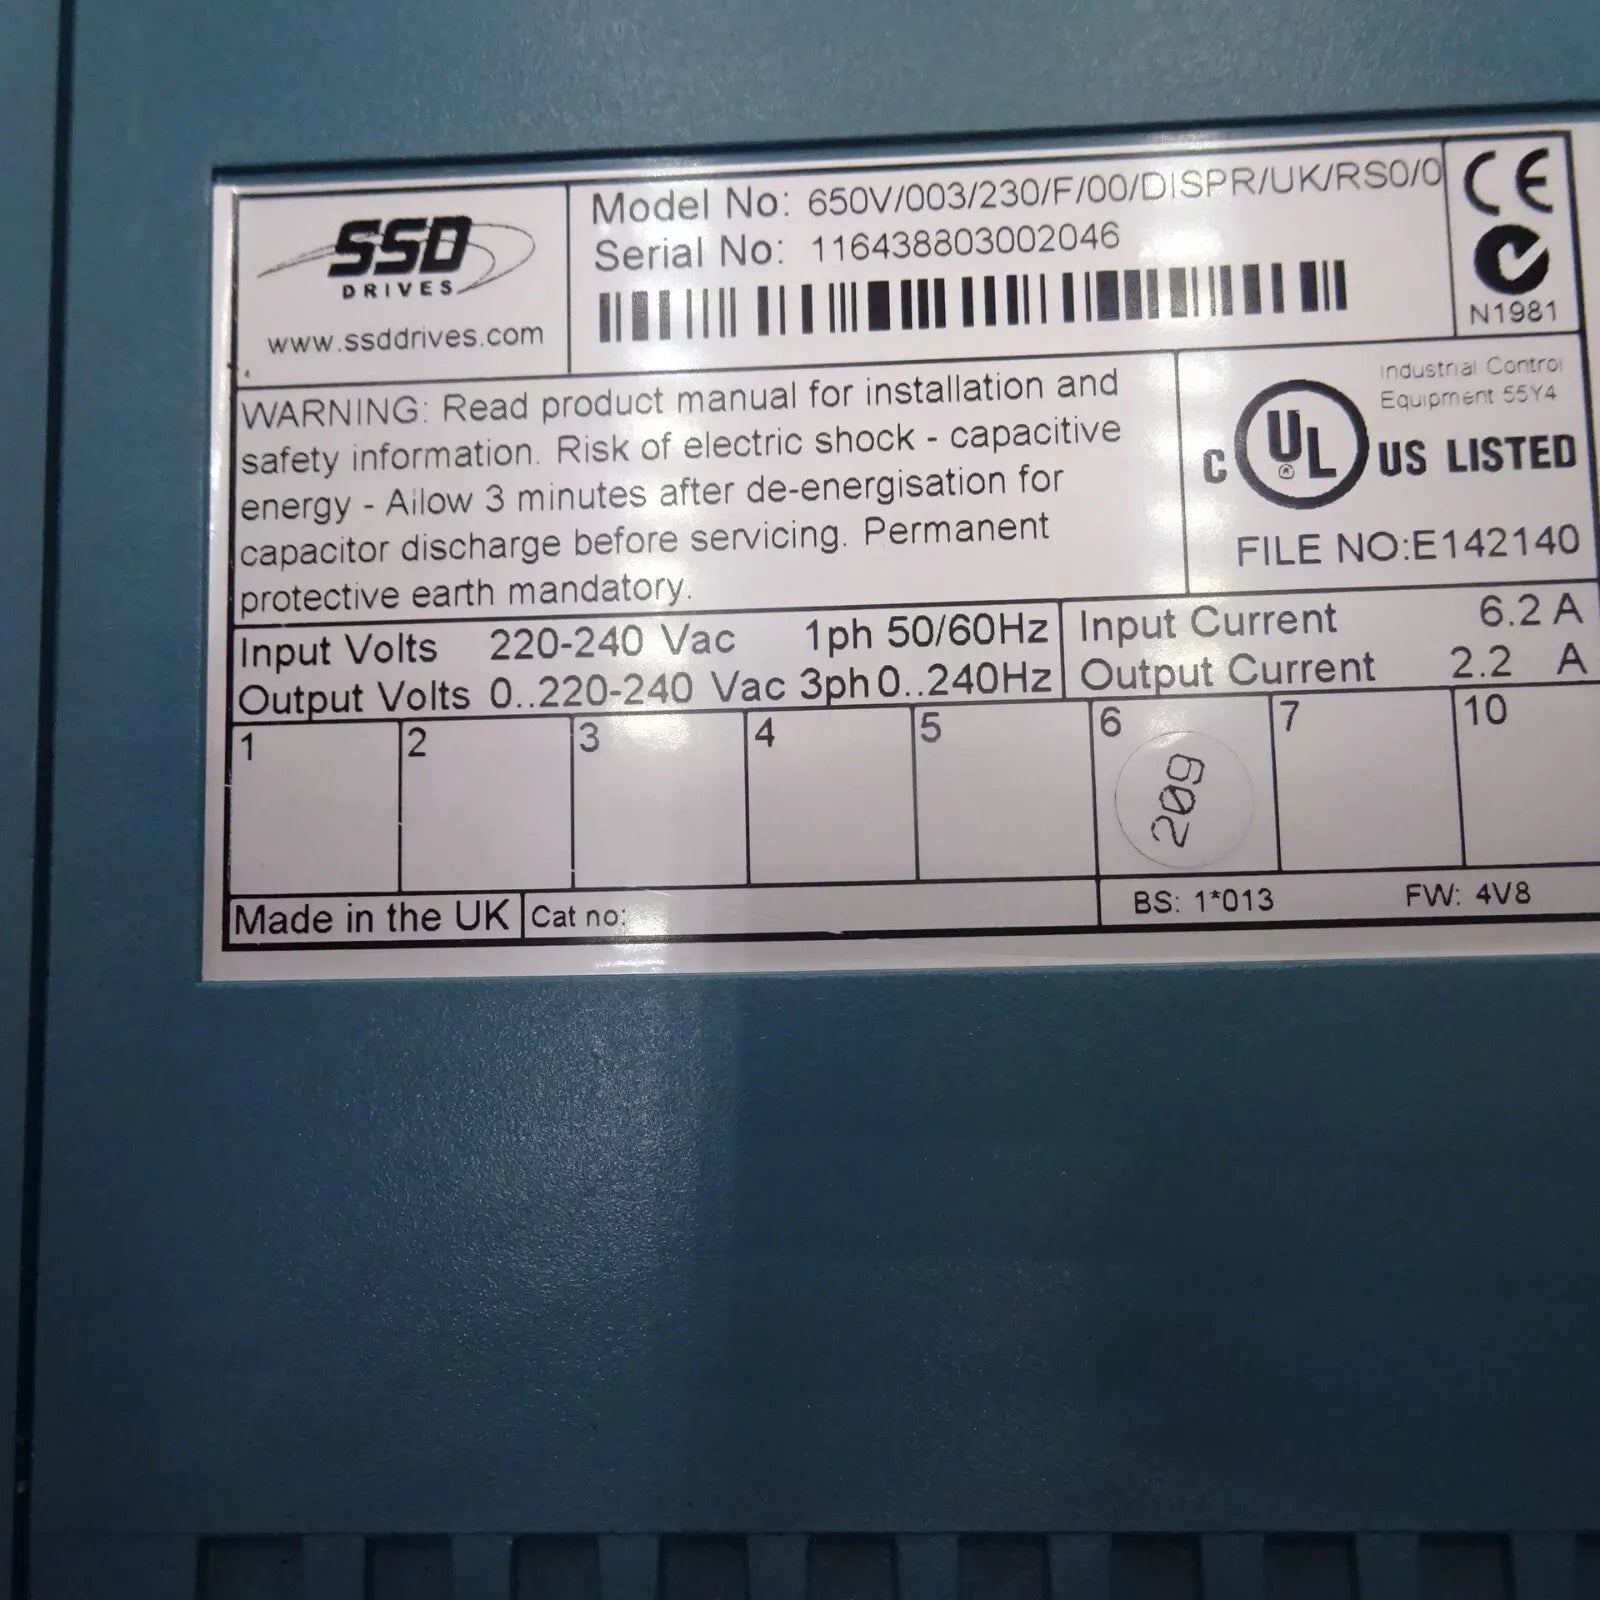 SSD
DRIVES
www.ssddrives.com
Model No: 650V/003/230/F/00/DISPR/UK/RS0/0
Serial No: 116438803002046
CE
N1981
WARNING: Read product manual for installation and
safety information. Risk of electric shock - capacitive
energy - Allow 3 minutes after de-energisation for
capacitor discharge before servicing. Permanent
protective earth mandatory.
Industrial Control
Equipment 55Y4
C UL ® US LISTED
FILE NO:E142140
Input Volts 220-240 Vac 1ph 50/60Hz
Output Volts 0..220-240 Vac 3ph 0..240Hz
Input Current 6.2 A
Output Current 2.2 A
1 2 3 4 5 6 7 10
209
Made in the UK
Cat no:
BS: 1*013 FW: 4V8